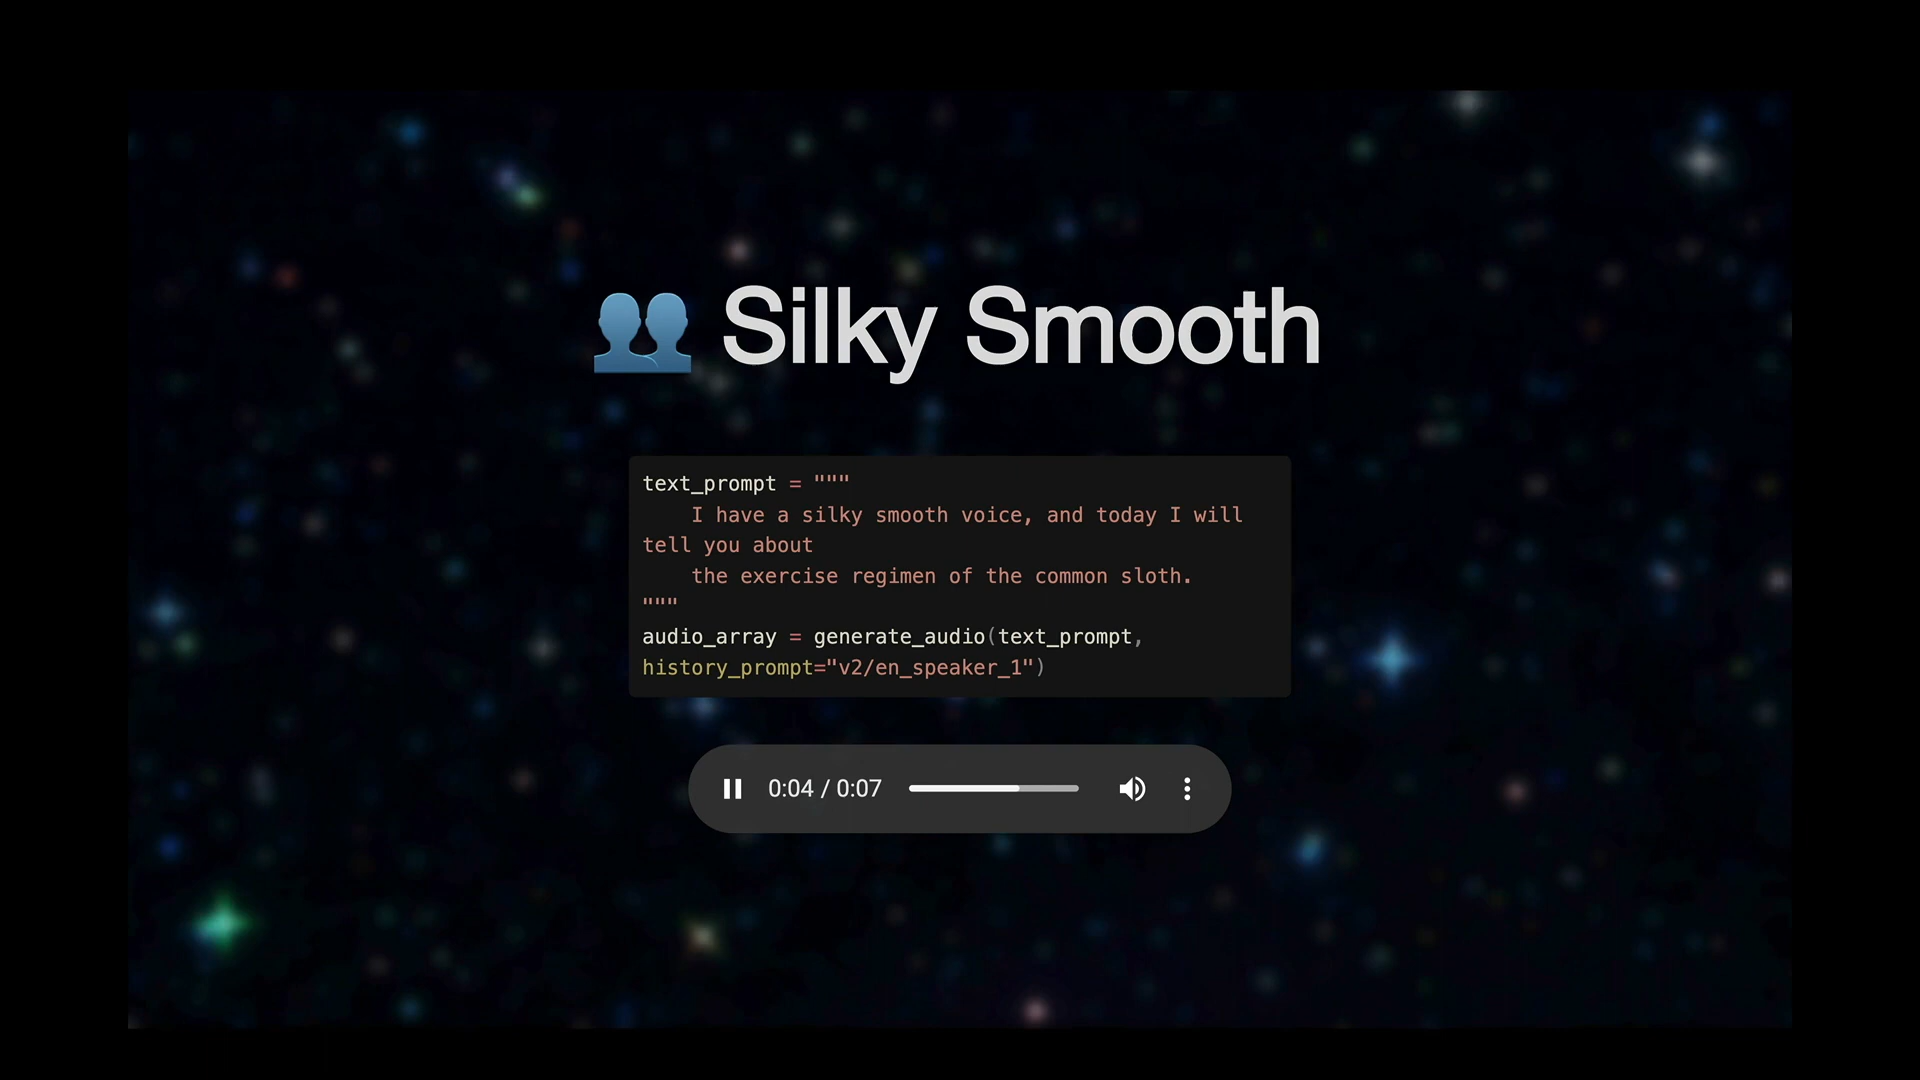 Silky Smooth
text_prompt = """
    I have a silky smooth voice, and today I will
tell you about
    the exercise regimen of the common sloth.
"""
audio_array = generate_audio(text_prompt,
history_prompt="v2/en_speaker_1")
0:04 / 0:07